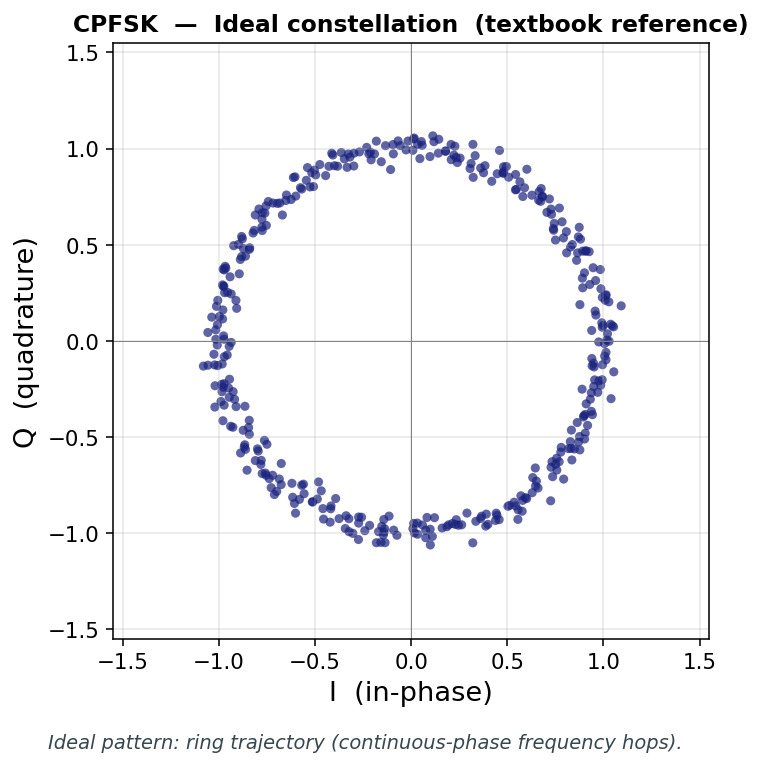 CPFSK — Ideal constellation (textbook reference)
1.5
1.0
0.5
0.0
−0.5
−1.0
−1.5
Q (quadrature)
−1.5 −1.0 −0.5 0.0 0.5 1.0 1.5
I (in-phase)
Ideal pattern: ring trajectory (continuous-phase frequency hops).